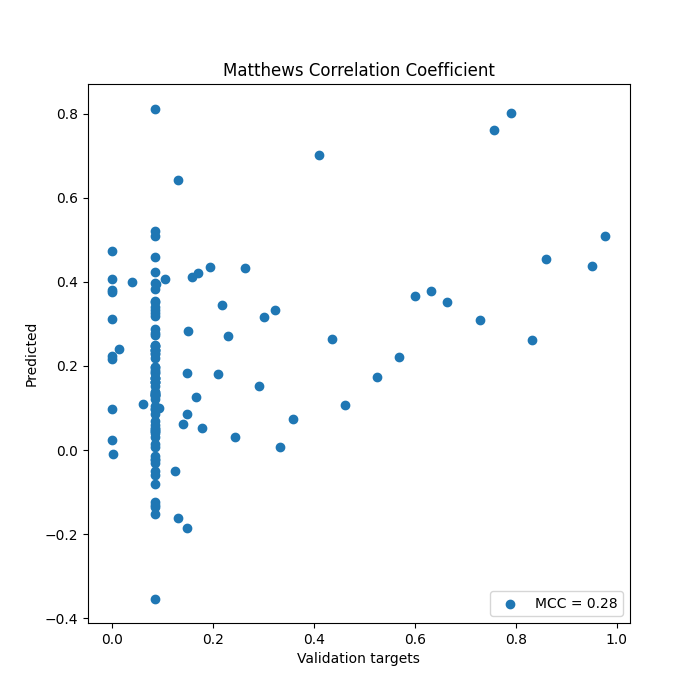 Matthews Correlation Coefficient
0.8
0.6
0.4
0.2
0.0
−0.2
−0.4
Predicted
0.0 0.2 0.4 0.6 0.8 1.0
Validation targets
MCC = 0.28